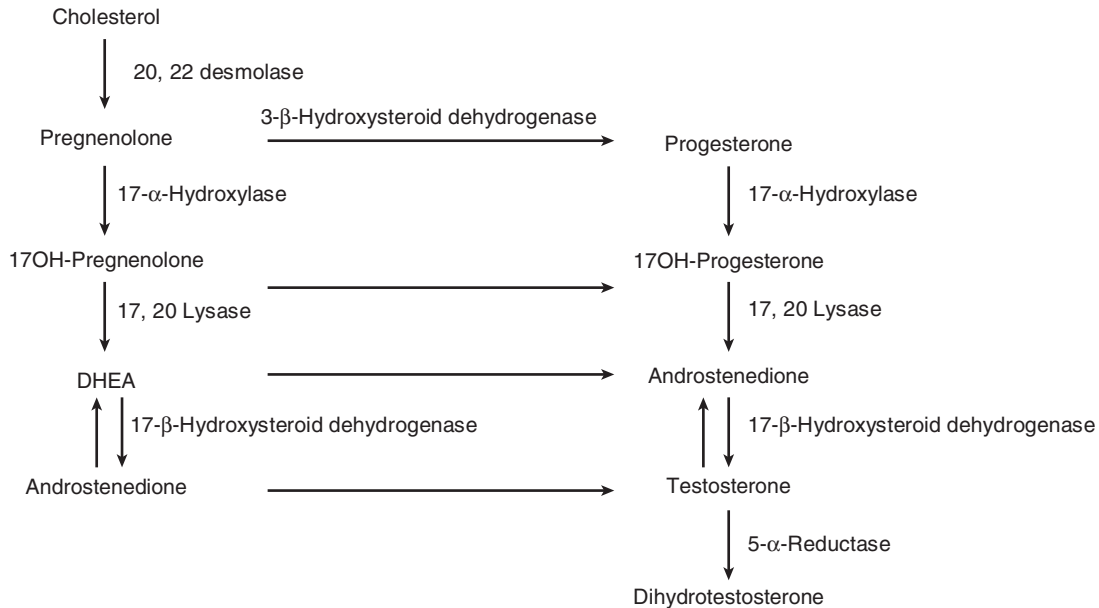 Cholesterol
20, 22 desmolase
3-β-Hydroxysteroid dehydrogenase
Pregnenolone
Progesterone
17-α-Hydroxylase
17-α-Hydroxylase
17OH-Pregnenolone
17OH-Progesterone
17, 20 Lysase
17, 20 Lysase
DHEA
Androstenedione
17-β-Hydroxysteroid dehydrogenase
17-β-Hydroxysteroid dehydrogenase
Androstenedione
Testosterone
5-α-Reductase
Dihydrotestosterone